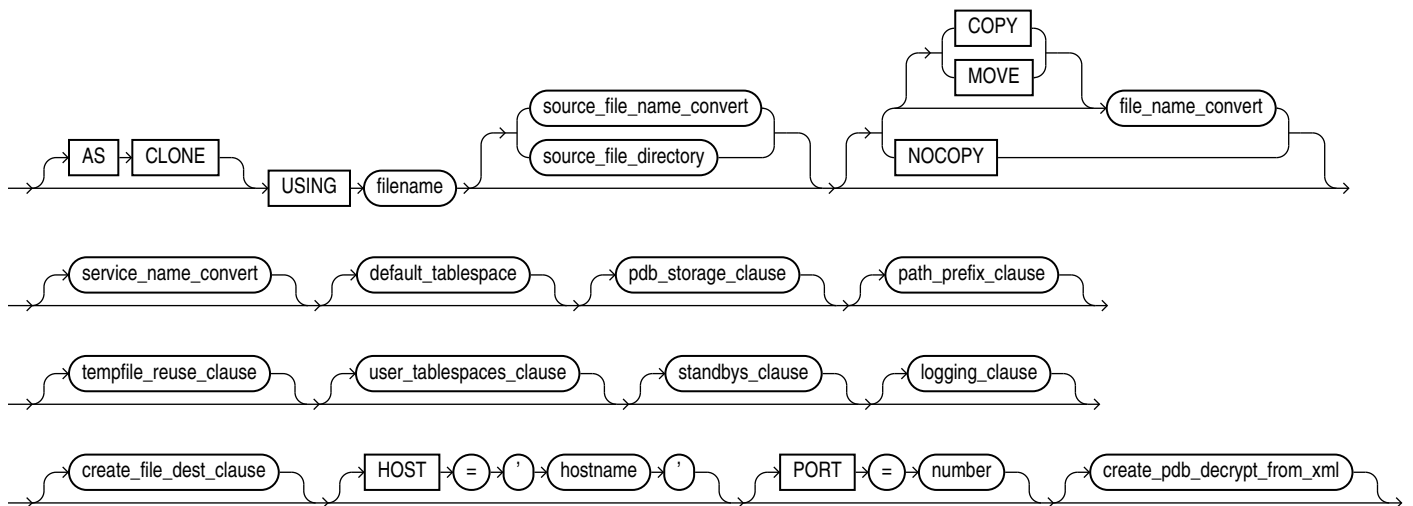 COPY
MOVE
source_file_name_convert file_name_convert
AS CLONE source_file_directory NOCOPY
USING filename
service_name_convert default_tablespace pdb_storage_clause path_prefix_clause
tempfile_reuse_clause user_tablespaces_clause standbys_clause logging_clause
create_file_dest_clause HOST = ' hostname ' PORT = number create_pdb_decrypt_from_xml